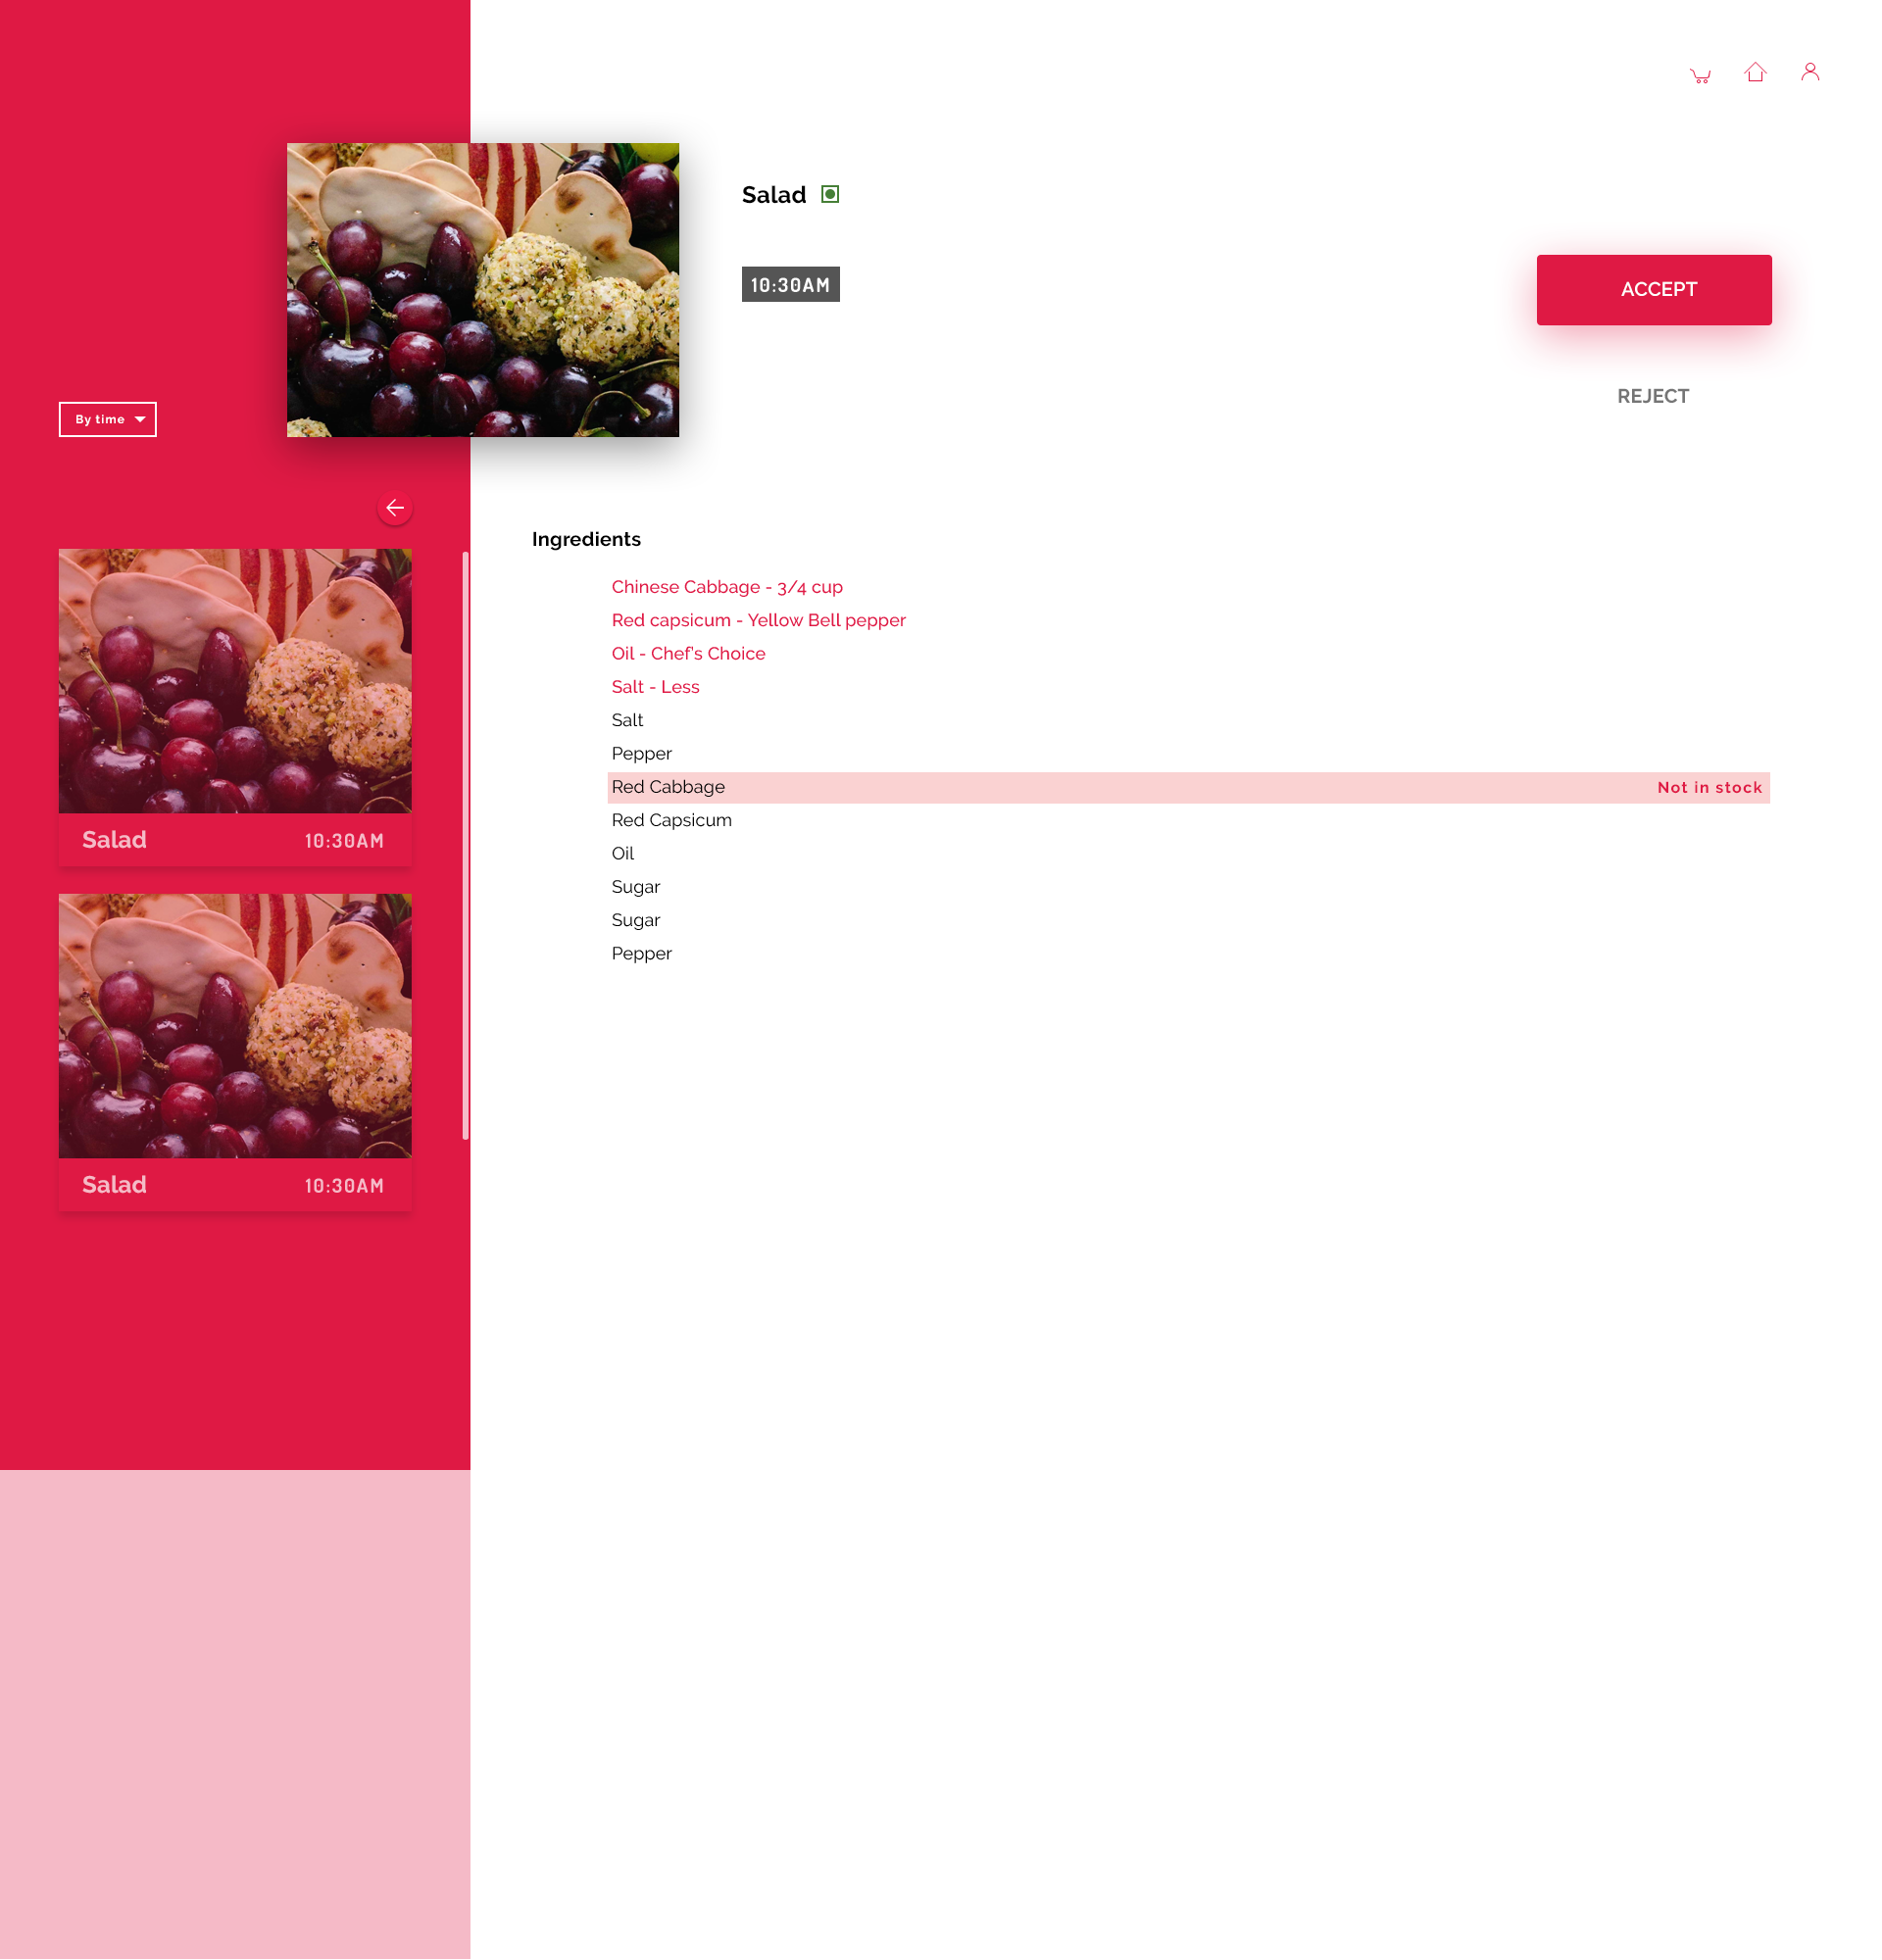 Salad
10:30AM
ACCEPT
REJECT
By time
Ingredients
Chinese Cabbage - 3/4 cup
Red capsicum - Yellow Bell pepper
Oil - Chef's Choice
Salt - Less
Salt
Pepper
Red Cabbage Not in stock
Red Capsicum
Oil
Sugar
Sugar
Pepper
Salad 10:30AM
Salad 10:30AM